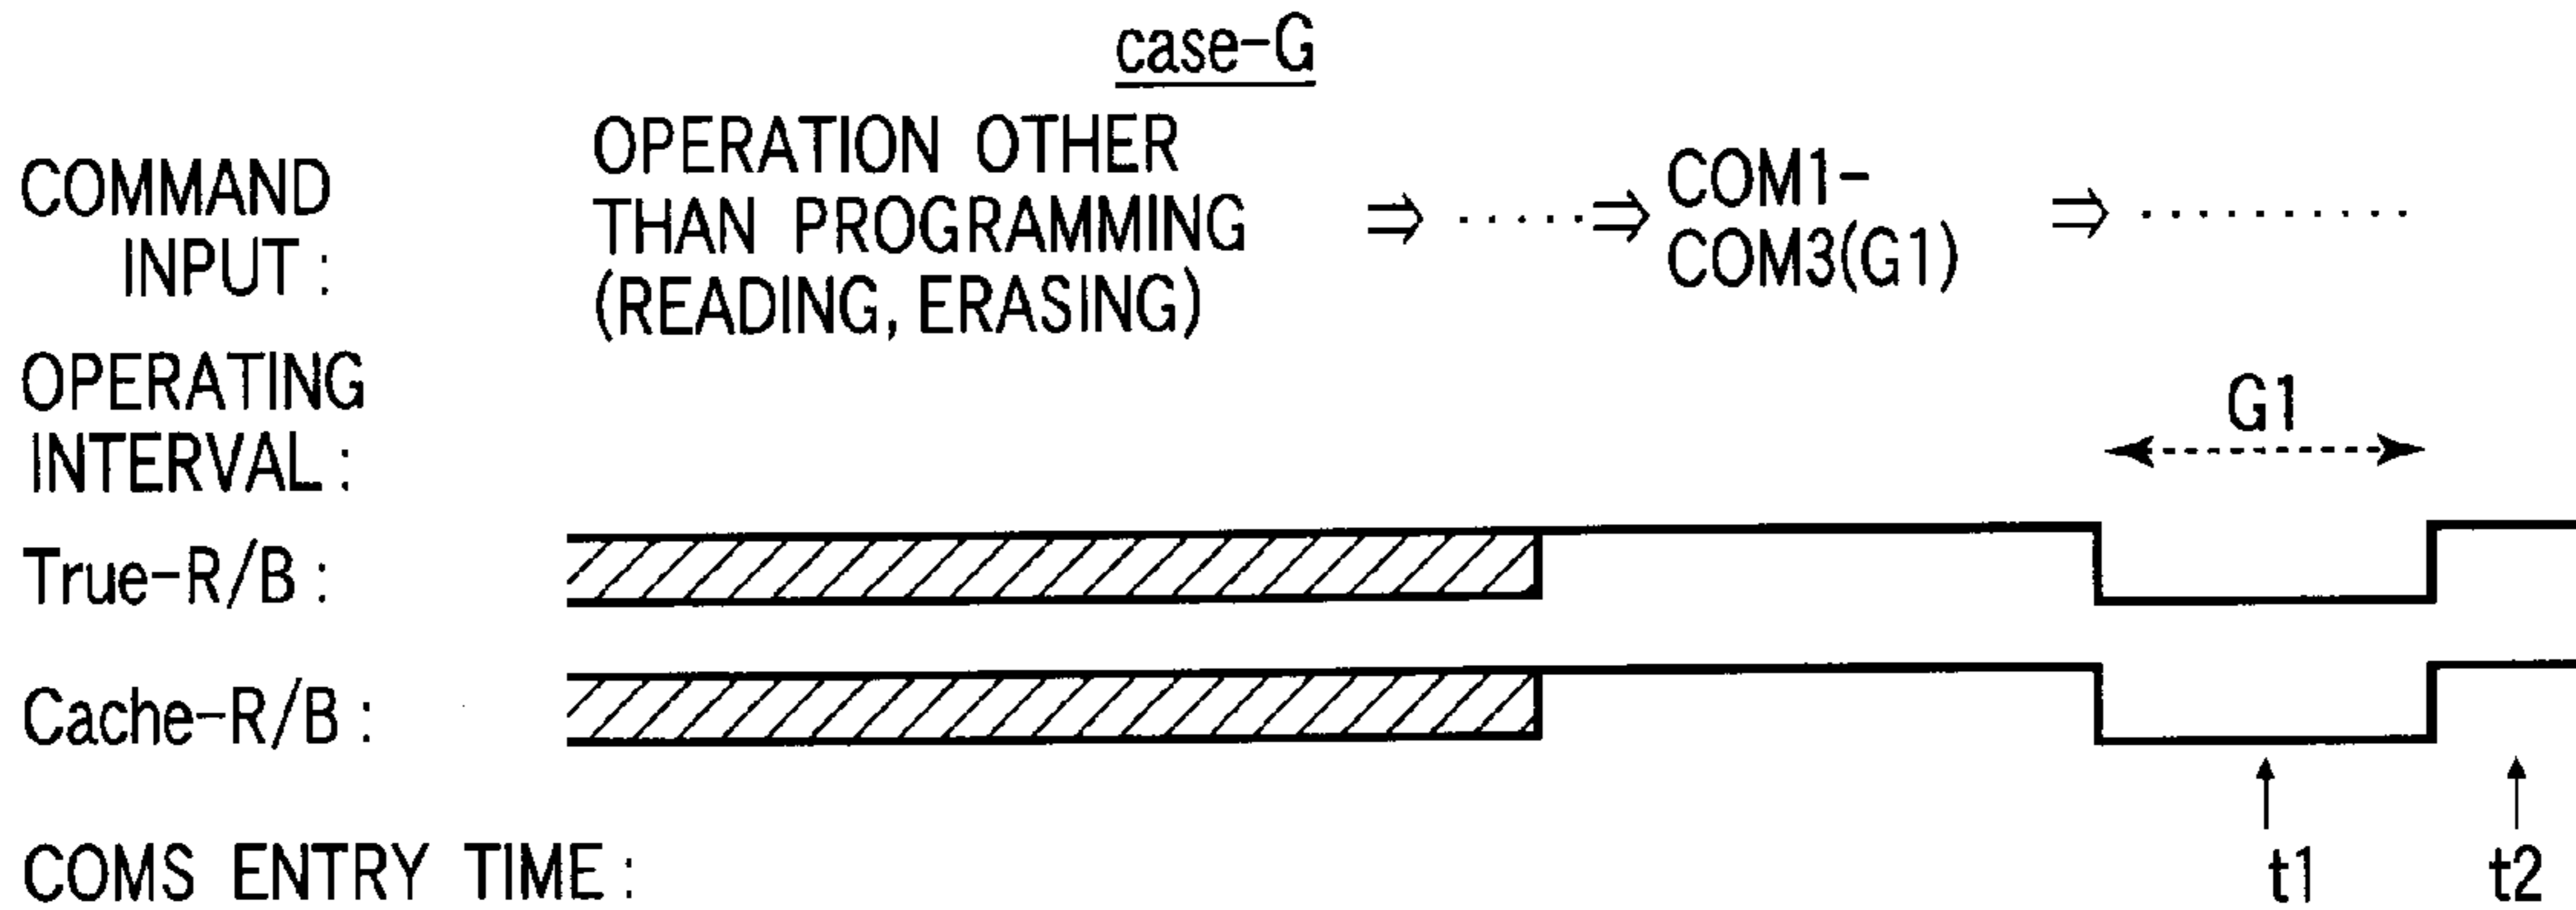 case-G
COMMAND
INPUT :
OPERATION OTHER
THAN PROGRAMMING
(READING, ERASING)
⇒ ····· ⇒
COM1-
COM3(G1)
⇒ ··········
OPERATING
INTERVAL :
G1
True-R/B :
Cache-R/B :
COMS ENTRY TIME :
t1
t2